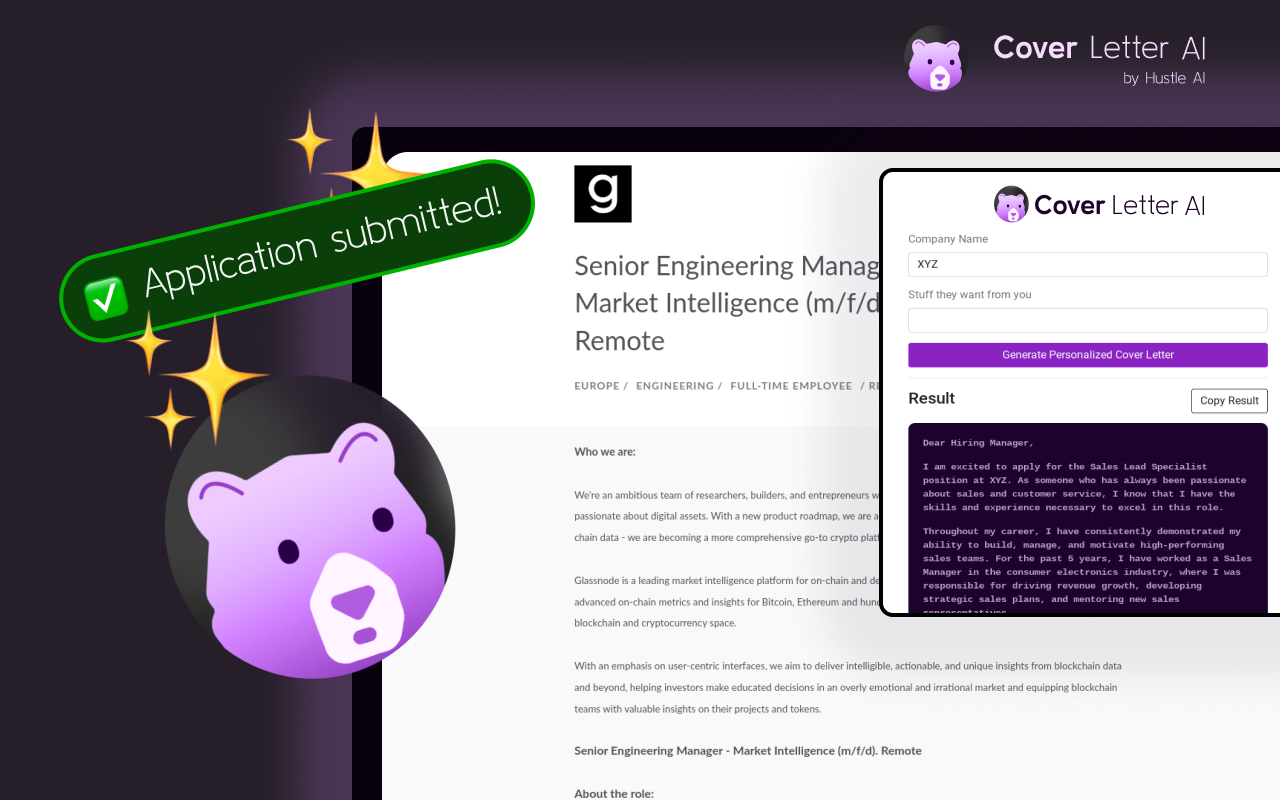 Cover Letter AI
by Hustle AI
Application submitted!
g
Senior Engineering Manag
Market Intelligence (m/f/d
Remote
EUROPE / ENGINEERING / FULL-TIME EMPLOYEE / RE
Who we are:
We're an ambitious team of researchers, builders, and entrepreneurs w
passionate about digital assets. With a new product roadmap, we are a
chain data - we are becoming a more comprehensive go-to crypto platf
Glassnode is a leading market intelligence platform for on-chain and de
advanced on-chain metrics and insights for Bitcoin, Ethereum and hund
blockchain and cryptocurrency space.
With an emphasis on user-centric interfaces, we aim to deliver intelligible, actionable, and unique insights from blockchain data
and beyond, helping investors make educated decisions in an overly emotional and irrational market and equipping blockchain
teams with valuable insights on their projects and tokens.
Senior Engineering Manager - Market Intelligence (m/f/d). Remote
About the role:
Cover Letter AI
Company Name
XYZ
Stuff they want from you
Generate Personalized Cover Letter
Result
Copy Result
Dear Hiring Manager,
I am excited to apply for the Sales Lead Specialist
position at XYZ. As someone who has always been passionate
about sales and customer service, I know that I have the
skills and experience necessary to excel in this role.
Throughout my career, I have consistently demonstrated my
ability to build, manage, and motivate high-performing
sales teams. For the past 5 years, I have worked as a Sales
Manager in the consumer electronics industry, where I was
responsible for driving revenue growth, developing
strategic sales plans, and mentoring new sales
representatives